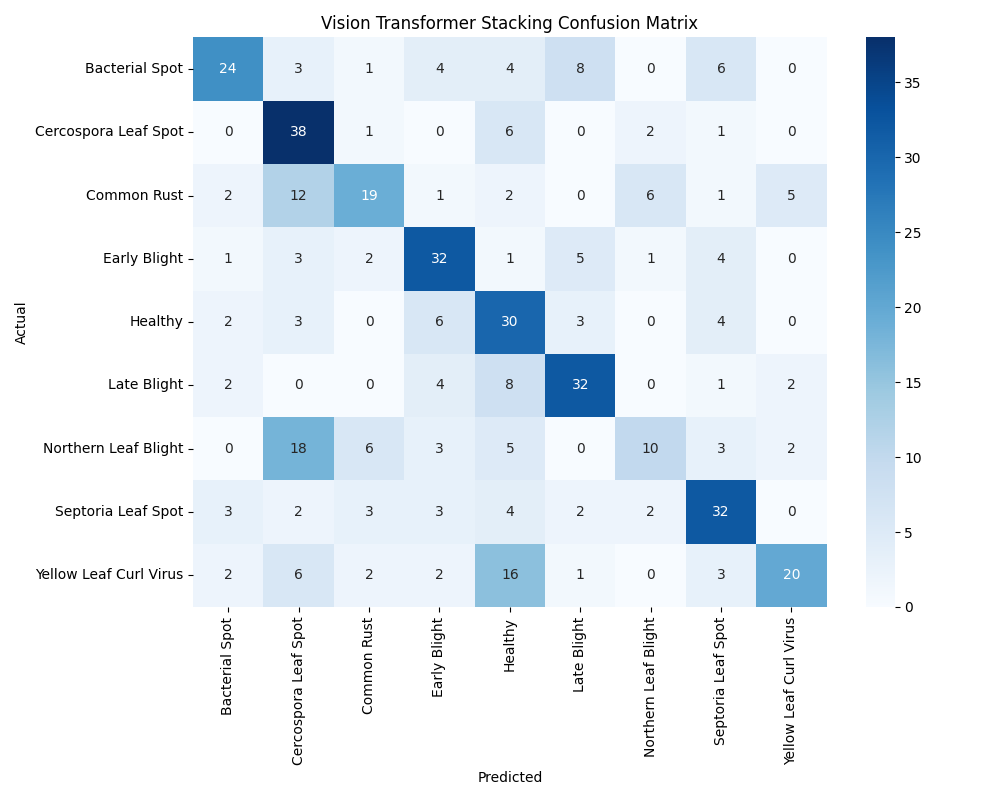 Vision Transformer Stacking Confusion Matrix
Bacterial Spot 24 3 1 4 4 8 0 6 0
Cercospora Leaf Spot 0 38 1 0 6 0 2 1 0
Common Rust 2 12 19 1 2 0 6 1 5
Early Blight 1 3 2 32 1 5 1 4 0
Healthy 2 3 0 6 30 3 0 4 0
Late Blight 2 0 0 4 8 32 0 1 2
Northern Leaf Blight 0 18 6 3 5 0 10 3 2
Septoria Leaf Spot 3 2 3 3 4 2 2 32 0
Yellow Leaf Curl Virus 2 6 2 2 16 1 0 3 20
Actual
Bacterial Spot
Cercospora Leaf Spot
Common Rust
Early Blight
Healthy
Late Blight
Northern Leaf Blight
Septoria Leaf Spot
Yellow Leaf Curl Virus
Predicted
35
30
25
20
15
10
5
0